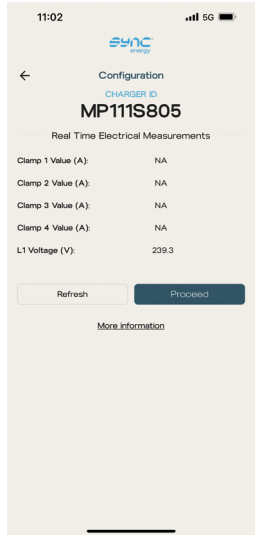 11:02
5G
sync
energy
Configuration
CHARGER ID
MP111S805
Real Time Electrical Measurements
Clamp 1 Value (A): NA
Clamp 2 Value (A): NA
Clamp 3 Value (A): NA
Clamp 4 Value (A): NA
L1 Voltage (V): 239.3
Refresh Proceed
More information